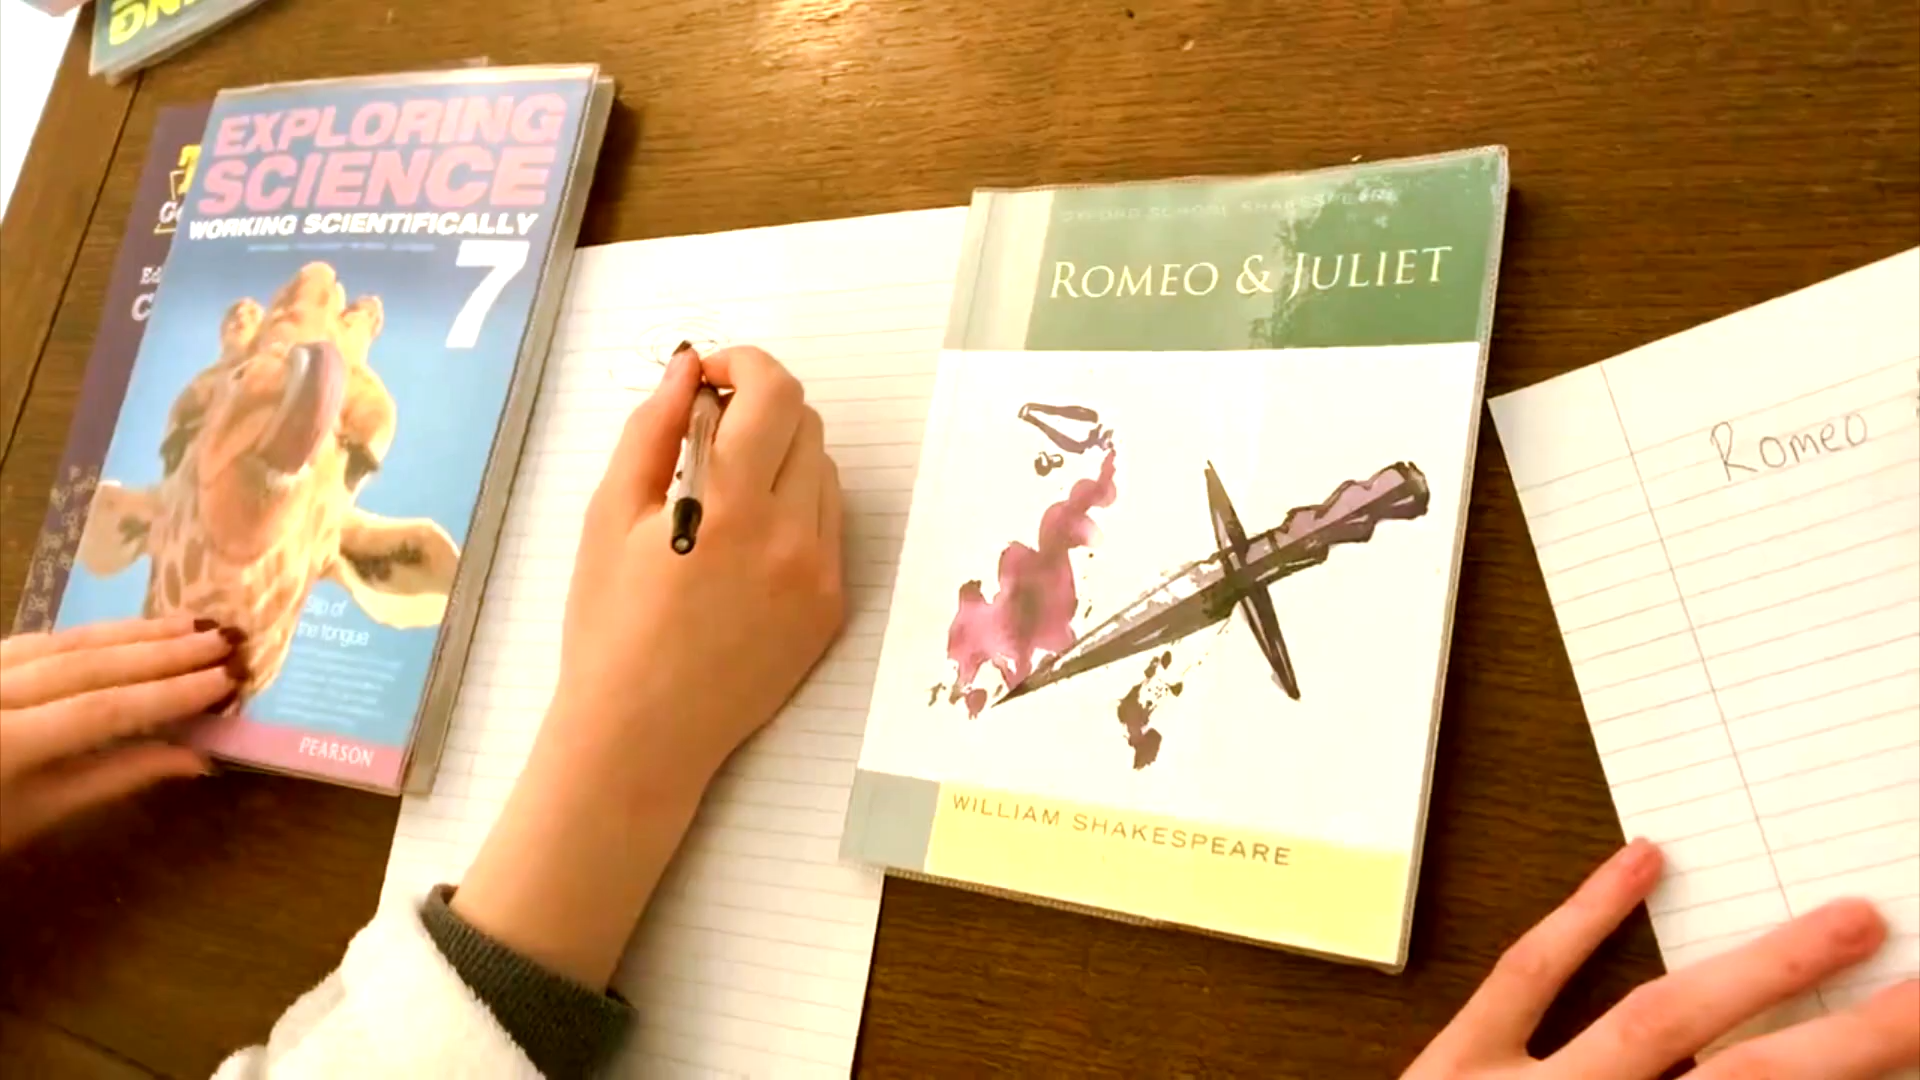 EXPLORING
SCIENCE
WORKING SCIENTIFICALLY
7
Slip of
the tongue
PEARSON
OXFORD SCHOOL SHAKESPEARE
ROMEO & JULIET
WILLIAM SHAKESPEARE
Romeo